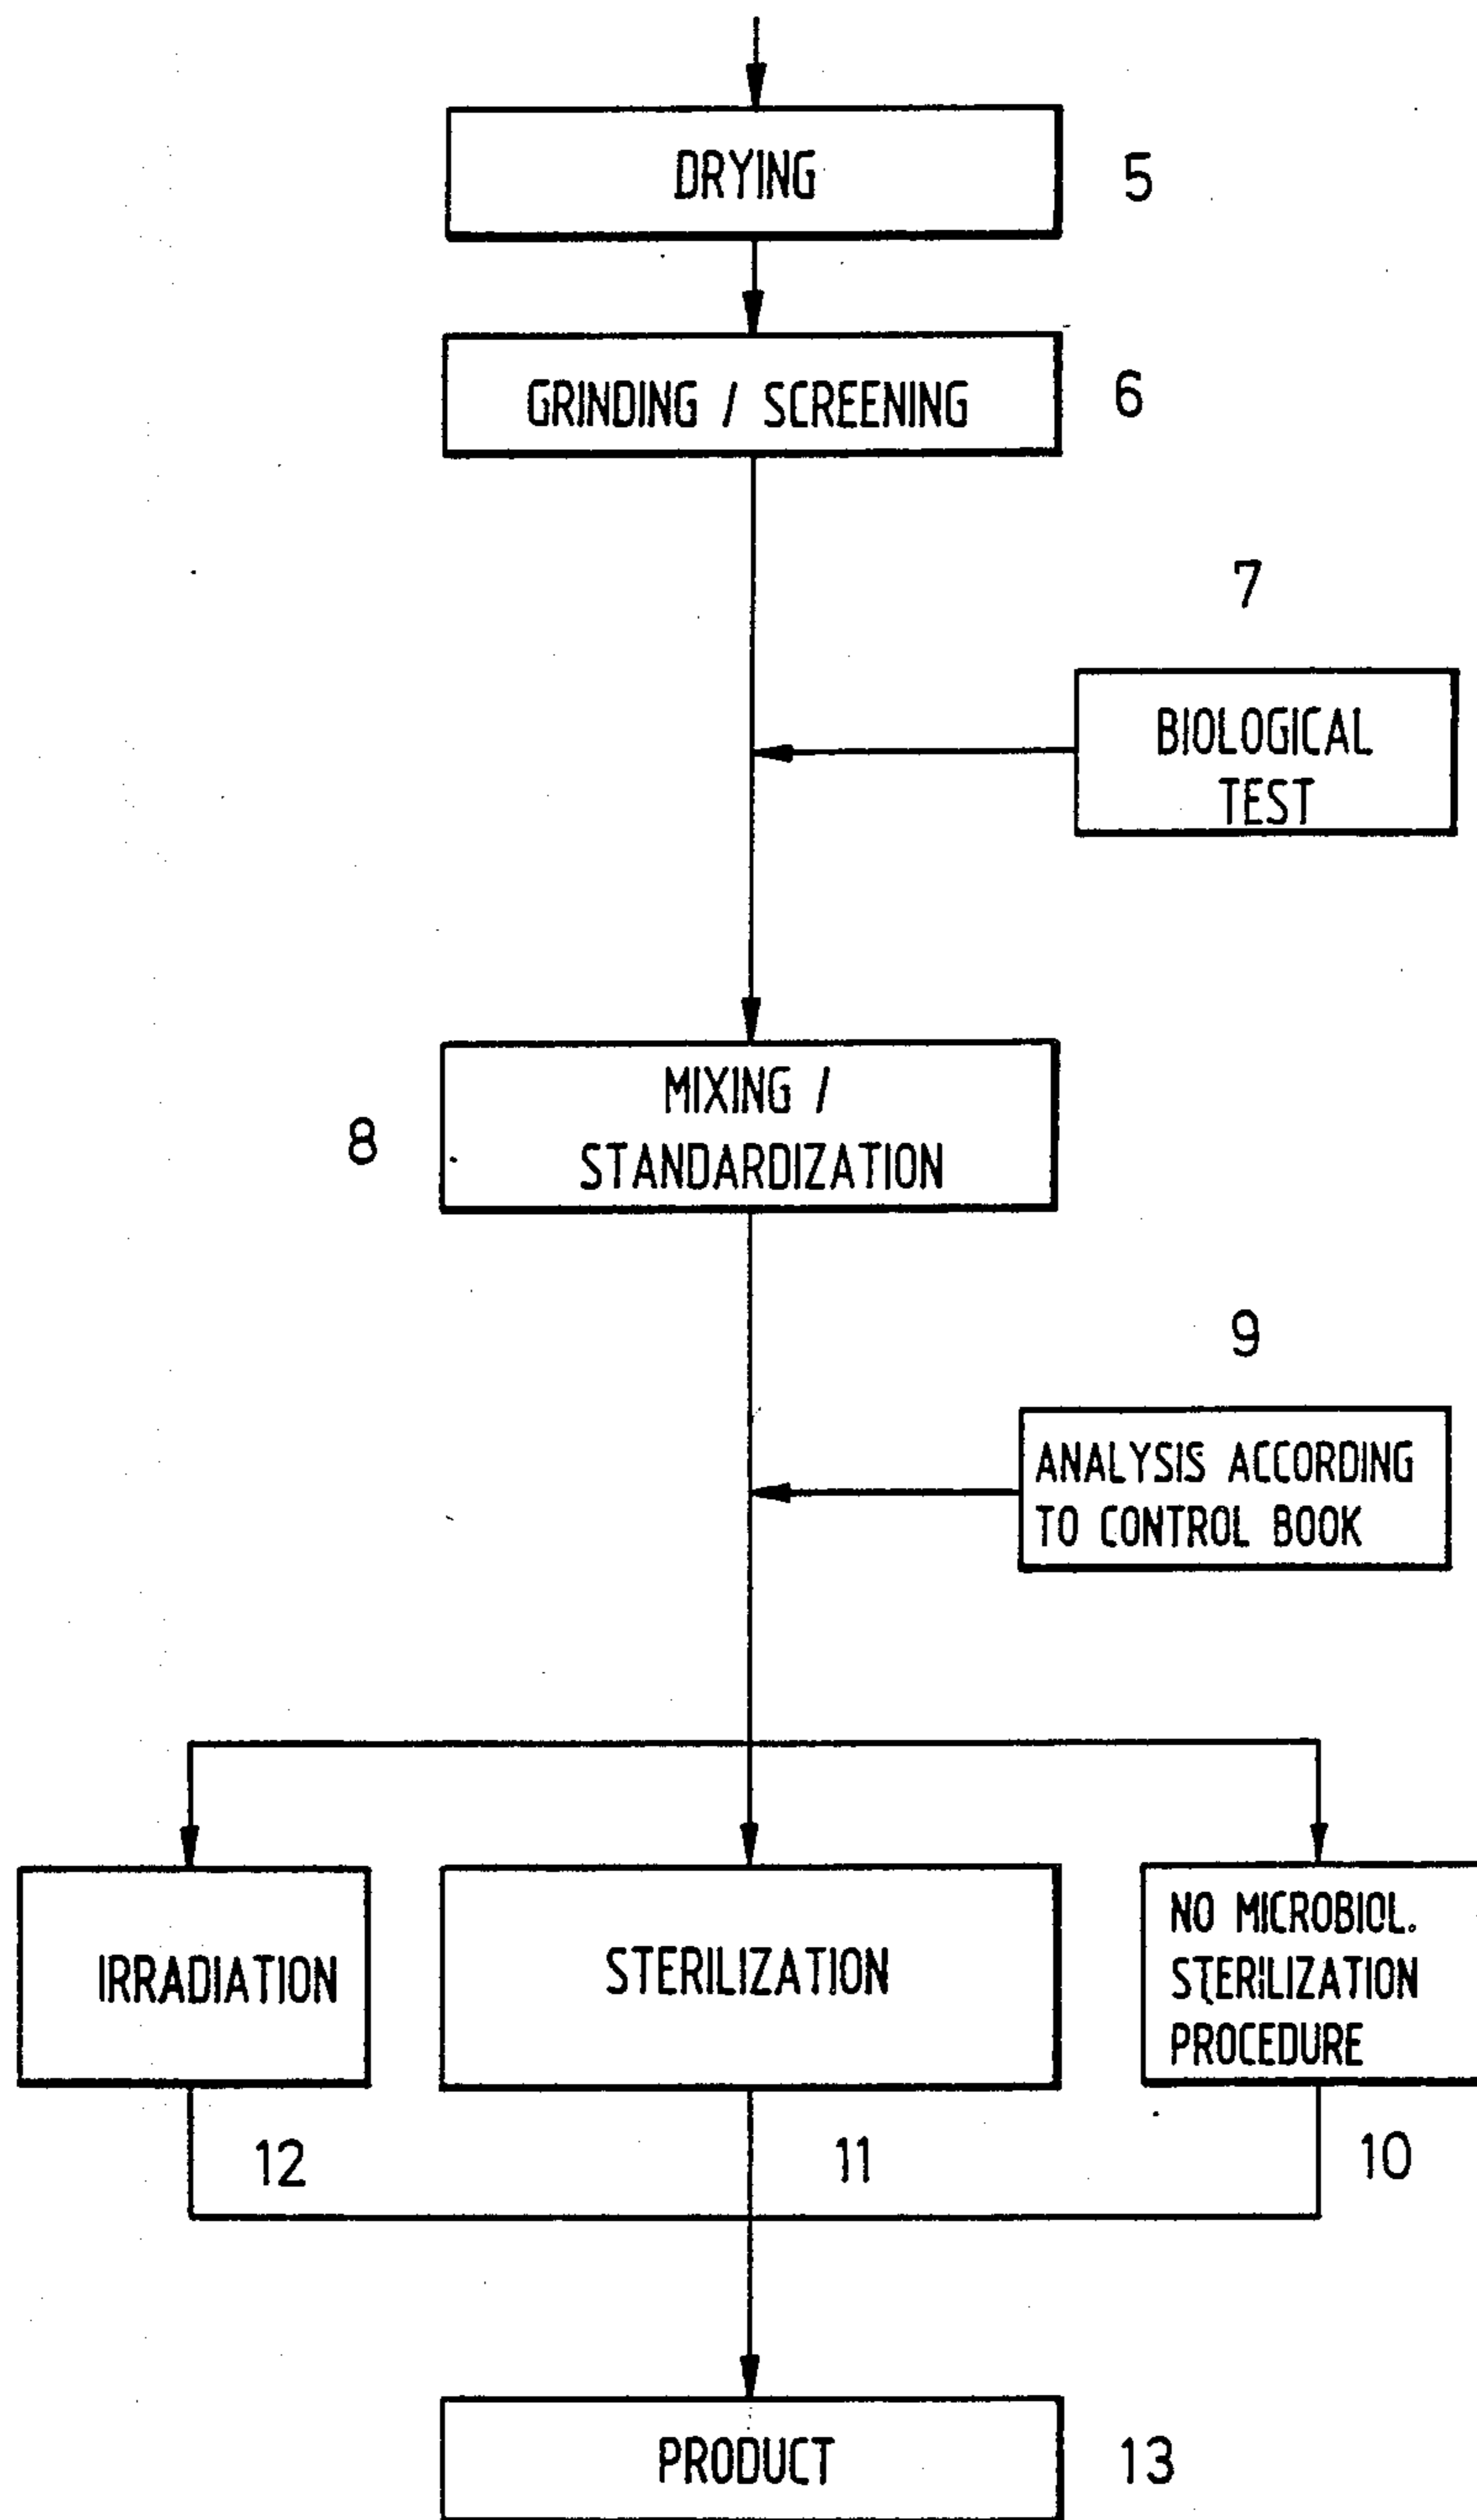 DRYING
5
GRINDING / SCREENING
6
7
BIOLOGICAL
TEST
MIXING /
STANDARDIZATION
8
9
ANALYSIS ACCORDING
TO CONTROL BOOK
IRRADIATION
STERILIZATION
NO MICROBIOL.
STERILIZATION
PROCEDURE
12
11
10
PRODUCT
13